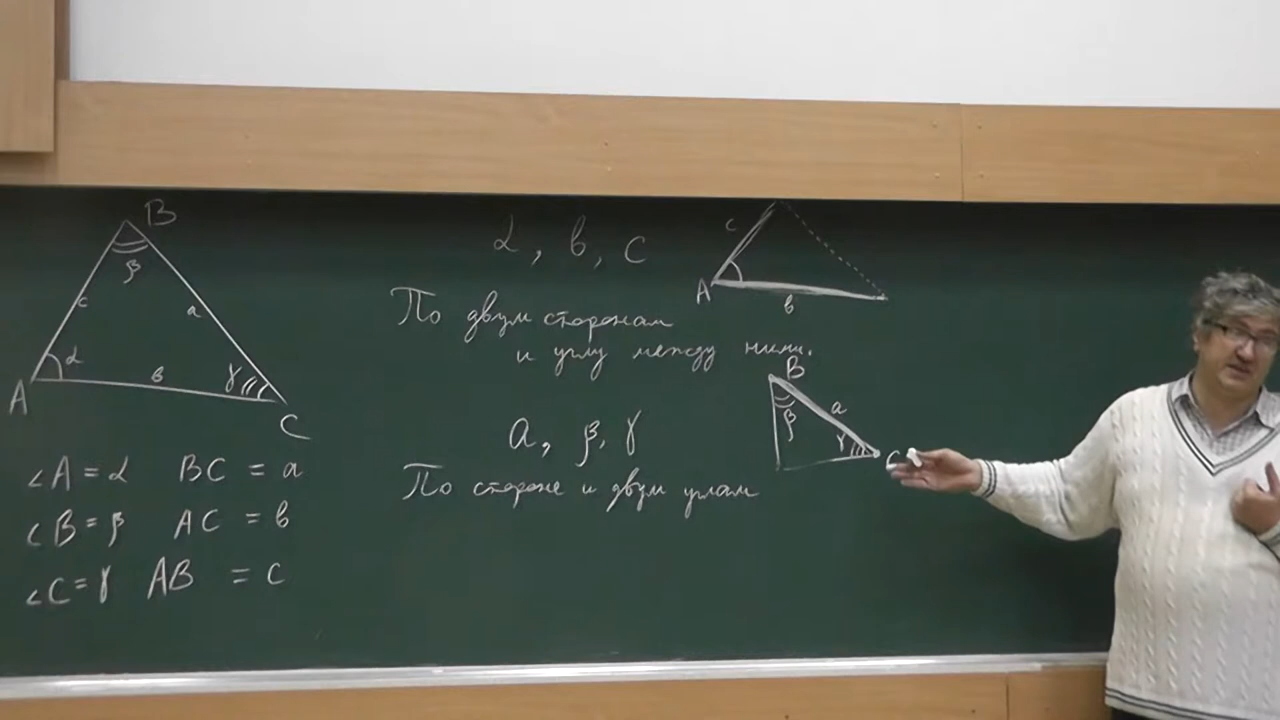 B
β
c
a
α
в
γ
A
C
∠A = α BC = a
∠B = β AC = в
∠C = γ AB = c
α, в, c
По двум сторонам
и углу между ними.
a, β, γ
По стороне и двум углам
c
A
в
B
β
a
γ
C